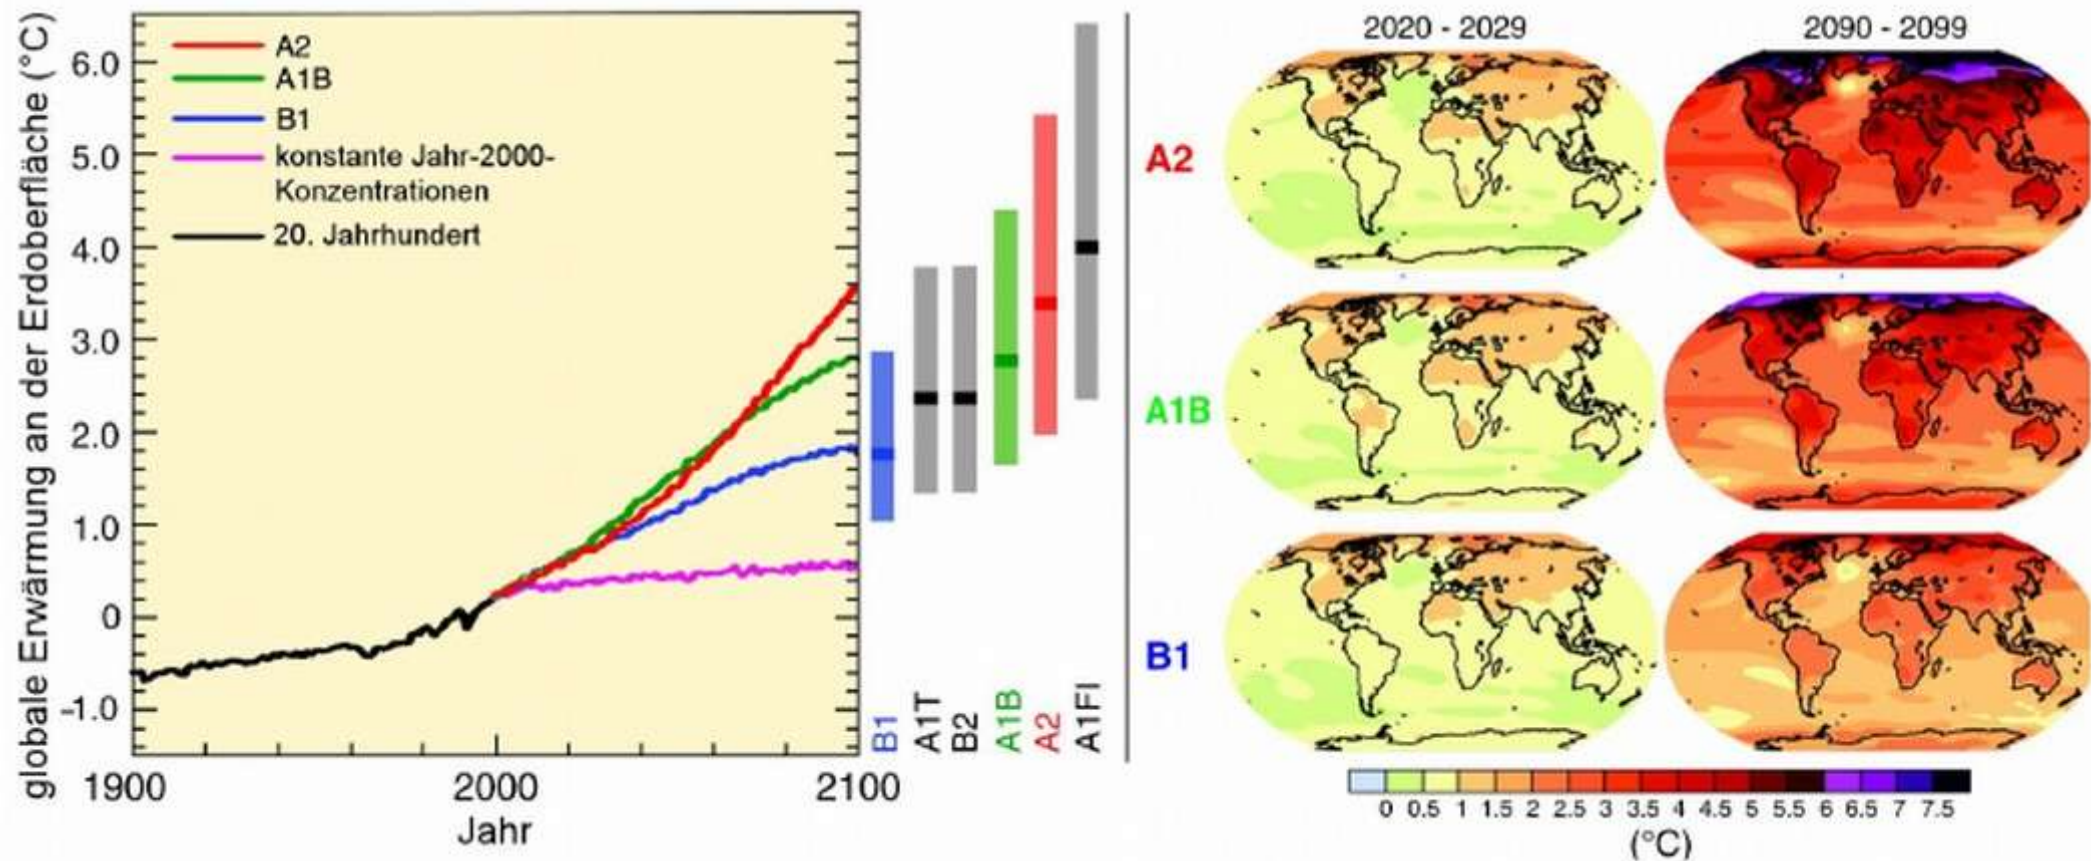 globale Erwärmung an der Erdoberfläche (°C)
6.0
5.0
4.0
3.0
2.0
1.0
0
-1.0
A2
A1B
B1
konstante Jahr-2000-
Konzentrationen
20. Jahrhundert
1900 2000 2100
Jahr
B1 A1T B2 A1B A2 A1FI
2020 - 2029 2090 - 2099
A2
A1B
B1
0 0.5 1 1.5 2 2.5 3 3.5 4 4.5 5 5.5 6 6.5 7 7.5
(°C)